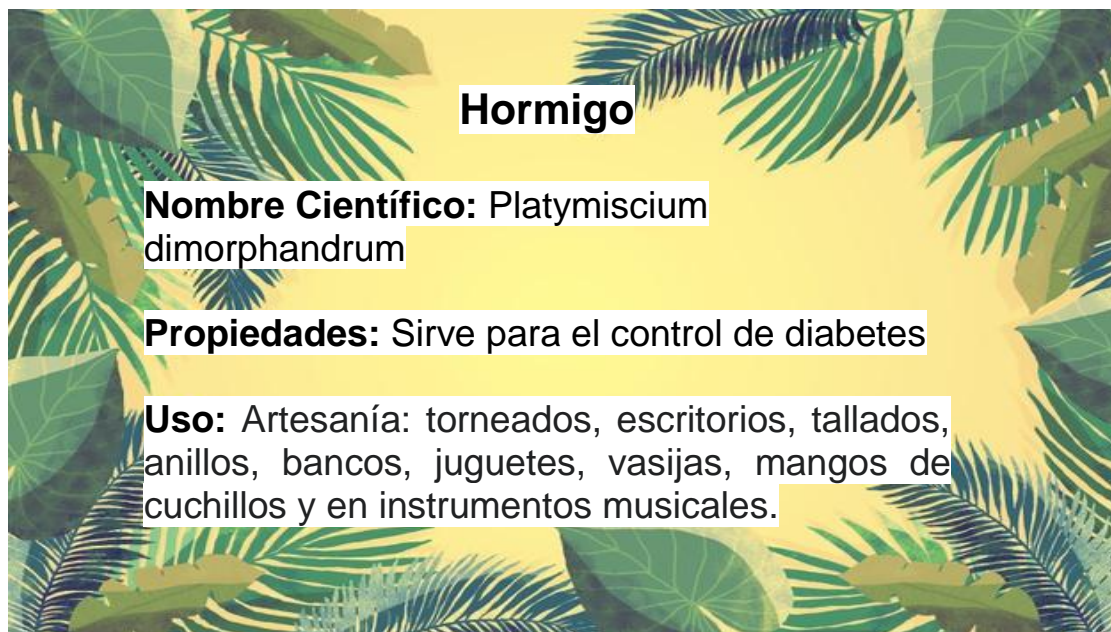 Hormigo
Nombre Científico: Platymiscium
dimorphandrum
Propiedades: Sirve para el control de diabetes
Uso: Artesanía: torneados, escritorios, tallados,
anillos, bancos, juguetes, vasijas, mangos de
cuchillos y en instrumentos musicales.